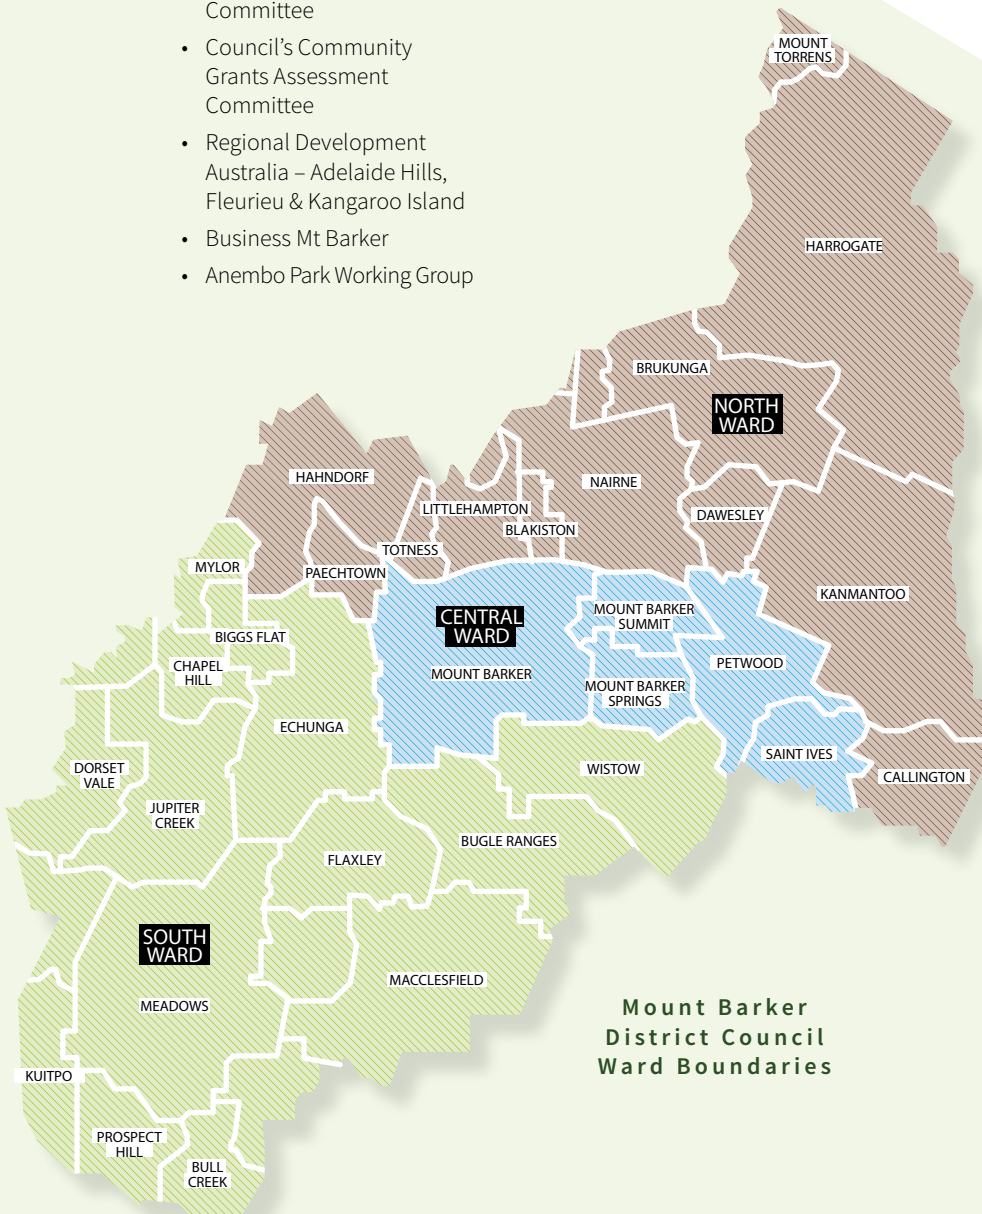 Committee
• Council’s Community
Grants Assessment
Committee
• Regional Development
Australia – Adelaide Hills,
Fleurieu & Kangaroo Island
• Business Mt Barker
• Anembo Park Working Group
MOUNT
TORRENS
HARROGATE
BRUKUNGA
NORTH
WARD
HAHNDORF
NAIRNE
LITTLEHAMPTON
DAWESLEY
BLAKISTON
TOTNESS
MYLOR
PAECHTOWN
KANMANTOO
CENTRAL
WARD
MOUNT BARKER
SUMMIT
BIGGS FLAT
CHAPEL
HILL
MOUNT BARKER
PETWOOD
MOUNT BARKER
SPRINGS
ECHUNGA
SAINT IVES
DORSET
VALE
WISTOW
CALLINGTON
JUPITER
CREEK
BUGLE RANGES
FLAXLEY
SOUTH
WARD
MACCLESFIELD
MEADOWS
Mount Barker
District Council
Ward Boundaries
KUITPO
PROSPECT
HILL
BULL
CREEK